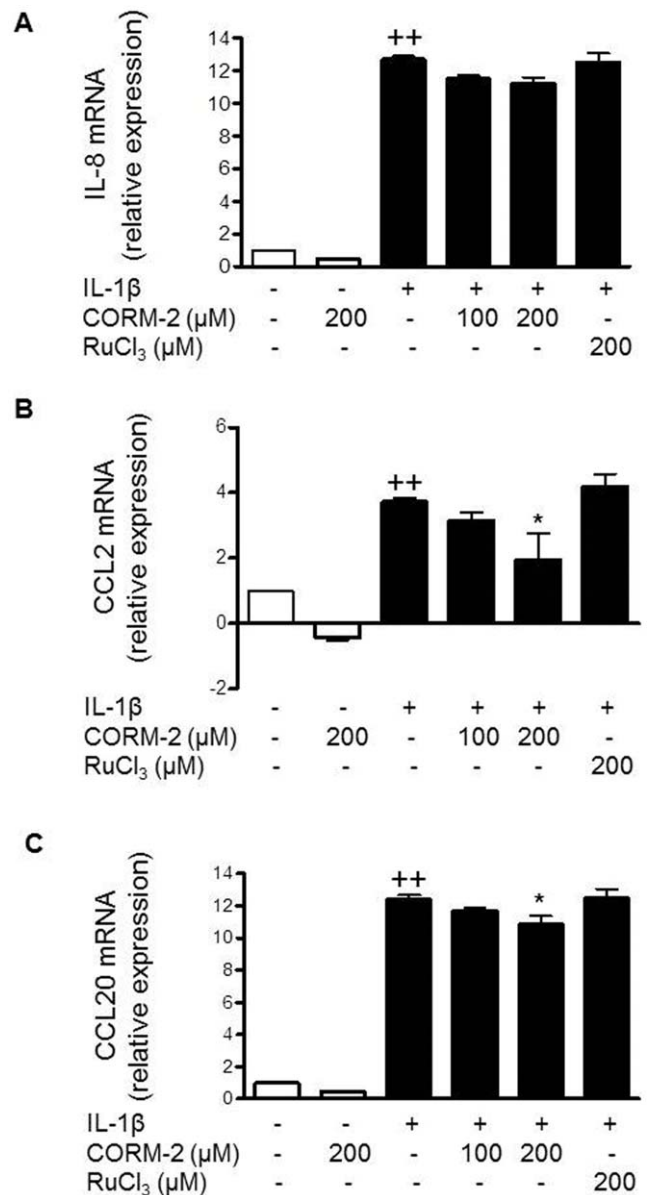 A
IL-8 mRNA
(relative expression)
14
12
10
8
6
4
2
0
++
IL-1β - - + + + +
CORM-2 (µM) - 200 - 100 200 -
RuCl₃ (µM) - - - - - 200
B
CCL2 mRNA
(relative expression)
6
4
2
0
-2
++
*
IL-1β - - + + + +
CORM-2 (µM) - 200 - 100 200 -
RuCl₃ (µM) - - - - - 200
C
CCL20 mRNA
(relative expression)
14
12
10
8
6
4
2
0
++
*
IL-1β - - + + + +
CORM-2 (µM) - 200 - 100 200 -
RuCl₃ (µM) - - - - - 200